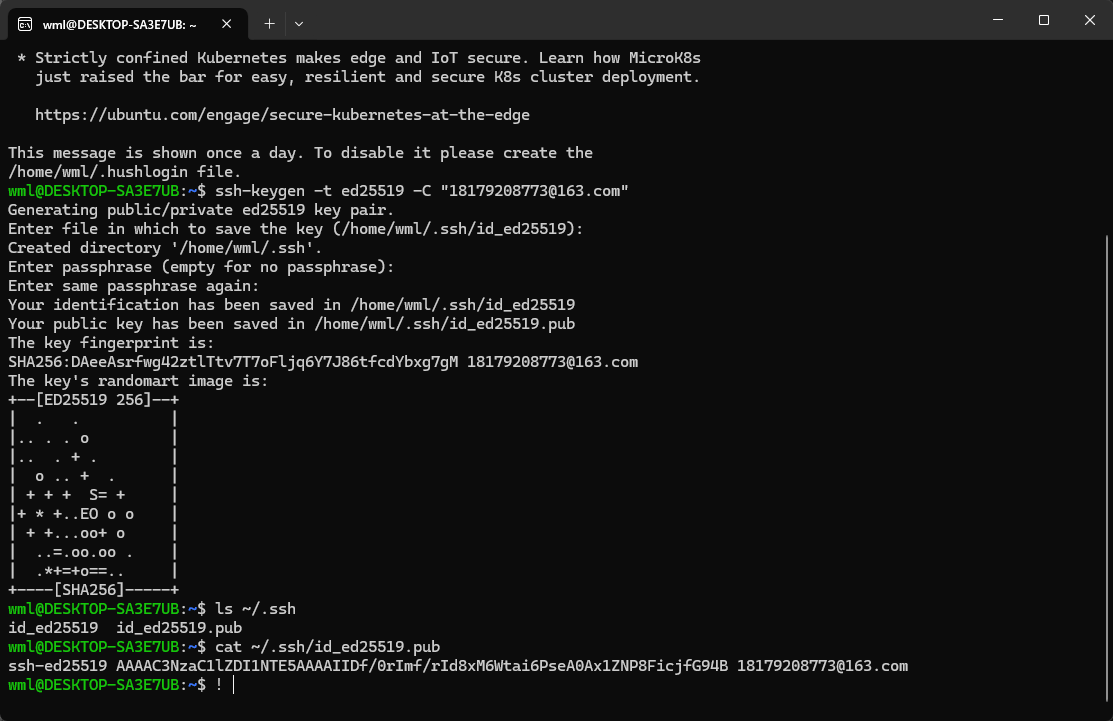 wml@DESKTOP-SA3E7UB: ~
 * Strictly confined Kubernetes makes edge and IoT secure. Learn how MicroK8s
   just raised the bar for easy, resilient and secure K8s cluster deployment.

   https://ubuntu.com/engage/secure-kubernetes-at-the-edge

This message is shown once a day. To disable it please create the
/home/wml/.hushlogin file.
wml@DESKTOP-SA3E7UB:~$ ssh-keygen -t ed25519 -C "18179208773@163.com"
Generating public/private ed25519 key pair.
Enter file in which to save the key (/home/wml/.ssh/id_ed25519):
Created directory '/home/wml/.ssh'.
Enter passphrase (empty for no passphrase):
Enter same passphrase again:
Your identification has been saved in /home/wml/.ssh/id_ed25519
Your public key has been saved in /home/wml/.ssh/id_ed25519.pub
The key fingerprint is:
SHA256:DAeeAsrfwg42ztlTtv7T7oFljq6Y7J86tfcdYbxg7gM 18179208773@163.com
The key's randomart image is:
+--[ED25519 256]--+
|  .   .          |
|.. . . o         |
|..  . + .        |
|  o .. +  .      |
| + + +  S= +     |
|+ * +..EO o o    |
| + +...oo+ o     |
|  ..=.oo.oo .    |
|  .*+=+o==..     |
+----[SHA256]-----+
wml@DESKTOP-SA3E7UB:~$ ls ~/.ssh
id_ed25519  id_ed25519.pub
wml@DESKTOP-SA3E7UB:~$ cat ~/.ssh/id_ed25519.pub
ssh-ed25519 AAAAC3NzaC1lZDI1NTE5AAAAIIDf/0rImf/rId8xM6Wtai6PseA0Ax1ZNP8FicjfG94B 18179208773@163.com
wml@DESKTOP-SA3E7UB:~$ !